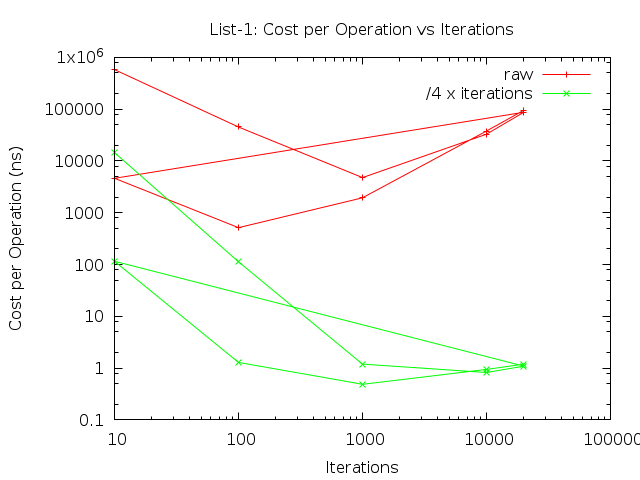 List-1: Cost per Operation vs Iterations
1x10^6
raw
/4 x iterations
100000
10000
1000
100
10
1
0.1
Cost per Operation (ns)
10 100 1000 10000 100000
Iterations